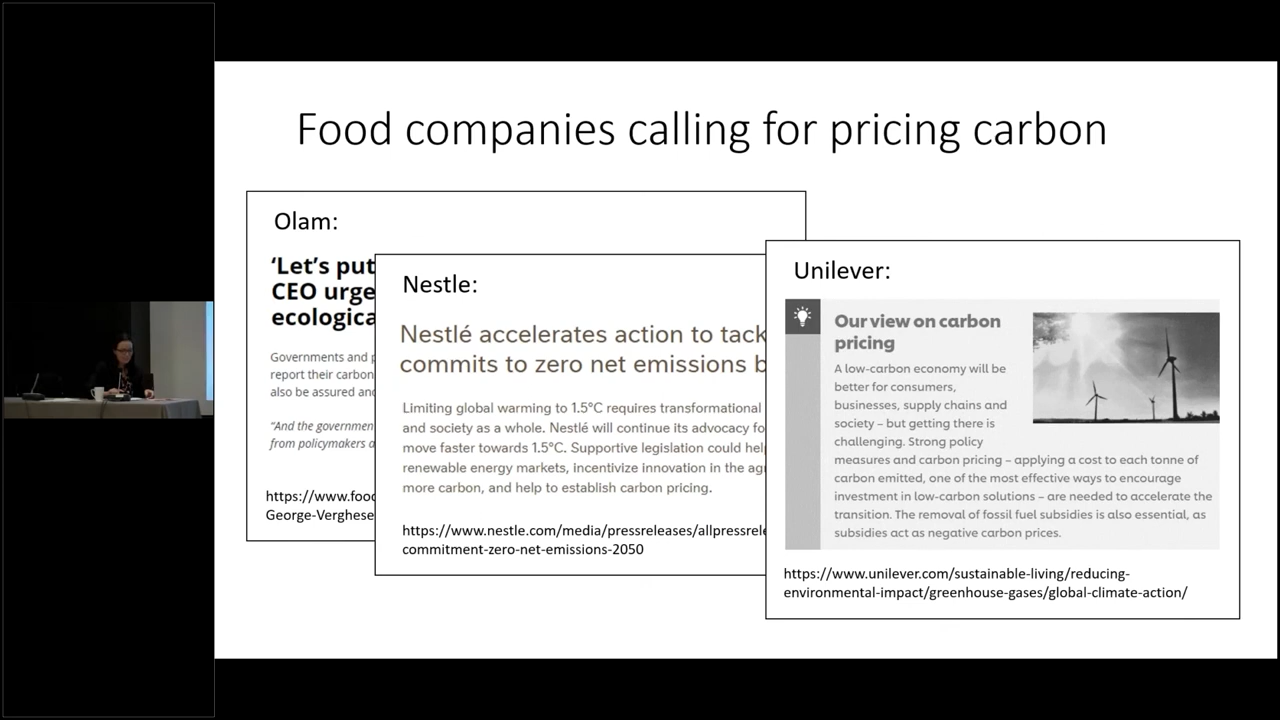 Food companies calling for pricing carbon
Olam:
‘Let’s put
CEO urge
ecologica
Governments and p
report their carbon
also be assured and
“And the governmen
from policymakers a
https://www.food
George-Verghese
Nestle:
Nestlé accelerates action to tack
commits to zero net emissions b
Limiting global warming to 1.5°C requires transformational
and society as a whole. Nestlé will continue its advocacy fo
move faster towards 1.5°C. Supportive legislation could help
renewable energy markets, incentivize innovation in the agr
more carbon, and help to establish carbon pricing.
https://www.nestle.com/media/pressreleases/allpressrele
commitment-zero-net-emissions-2050
Unilever:
Our view on carbon
pricing
A low-carbon economy will be
better for consumers,
businesses, supply chains and
society – but getting there is
challenging. Strong policy
measures and carbon pricing – applying a cost to each tonne of
carbon emitted, one of the most effective ways to encourage
investment in low-carbon solutions – are needed to accelerate the
transition. The removal of fossil fuel subsidies is also essential, as
subsidies act as negative carbon prices.
https://www.unilever.com/sustainable-living/reducing-
environmental-impact/greenhouse-gases/global-climate-action/